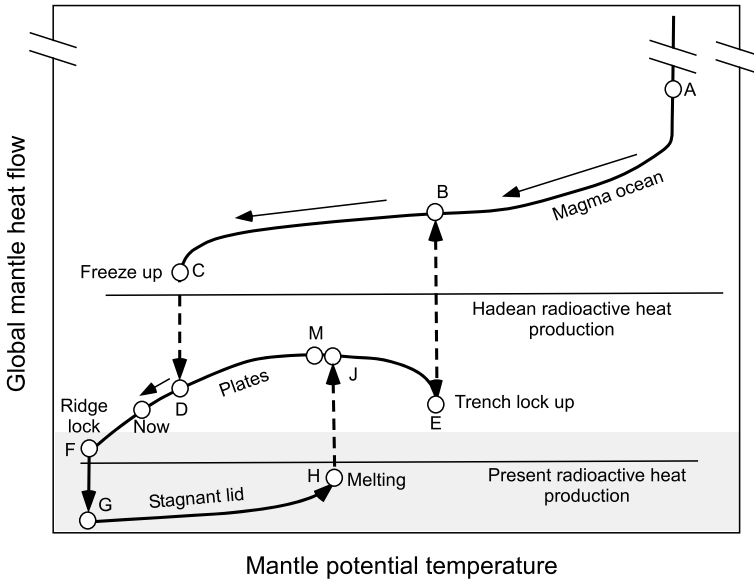 A
B
Magma ocean
Freeze up
C
Hadean radioactive heat
production
M
J
Plates
Trench lock up
E
D
Now
Ridge
lock
F
G
H
Melting
Present radioactive heat
production
Stagnant lid
Global mantle heat flow
Mantle potential temperature